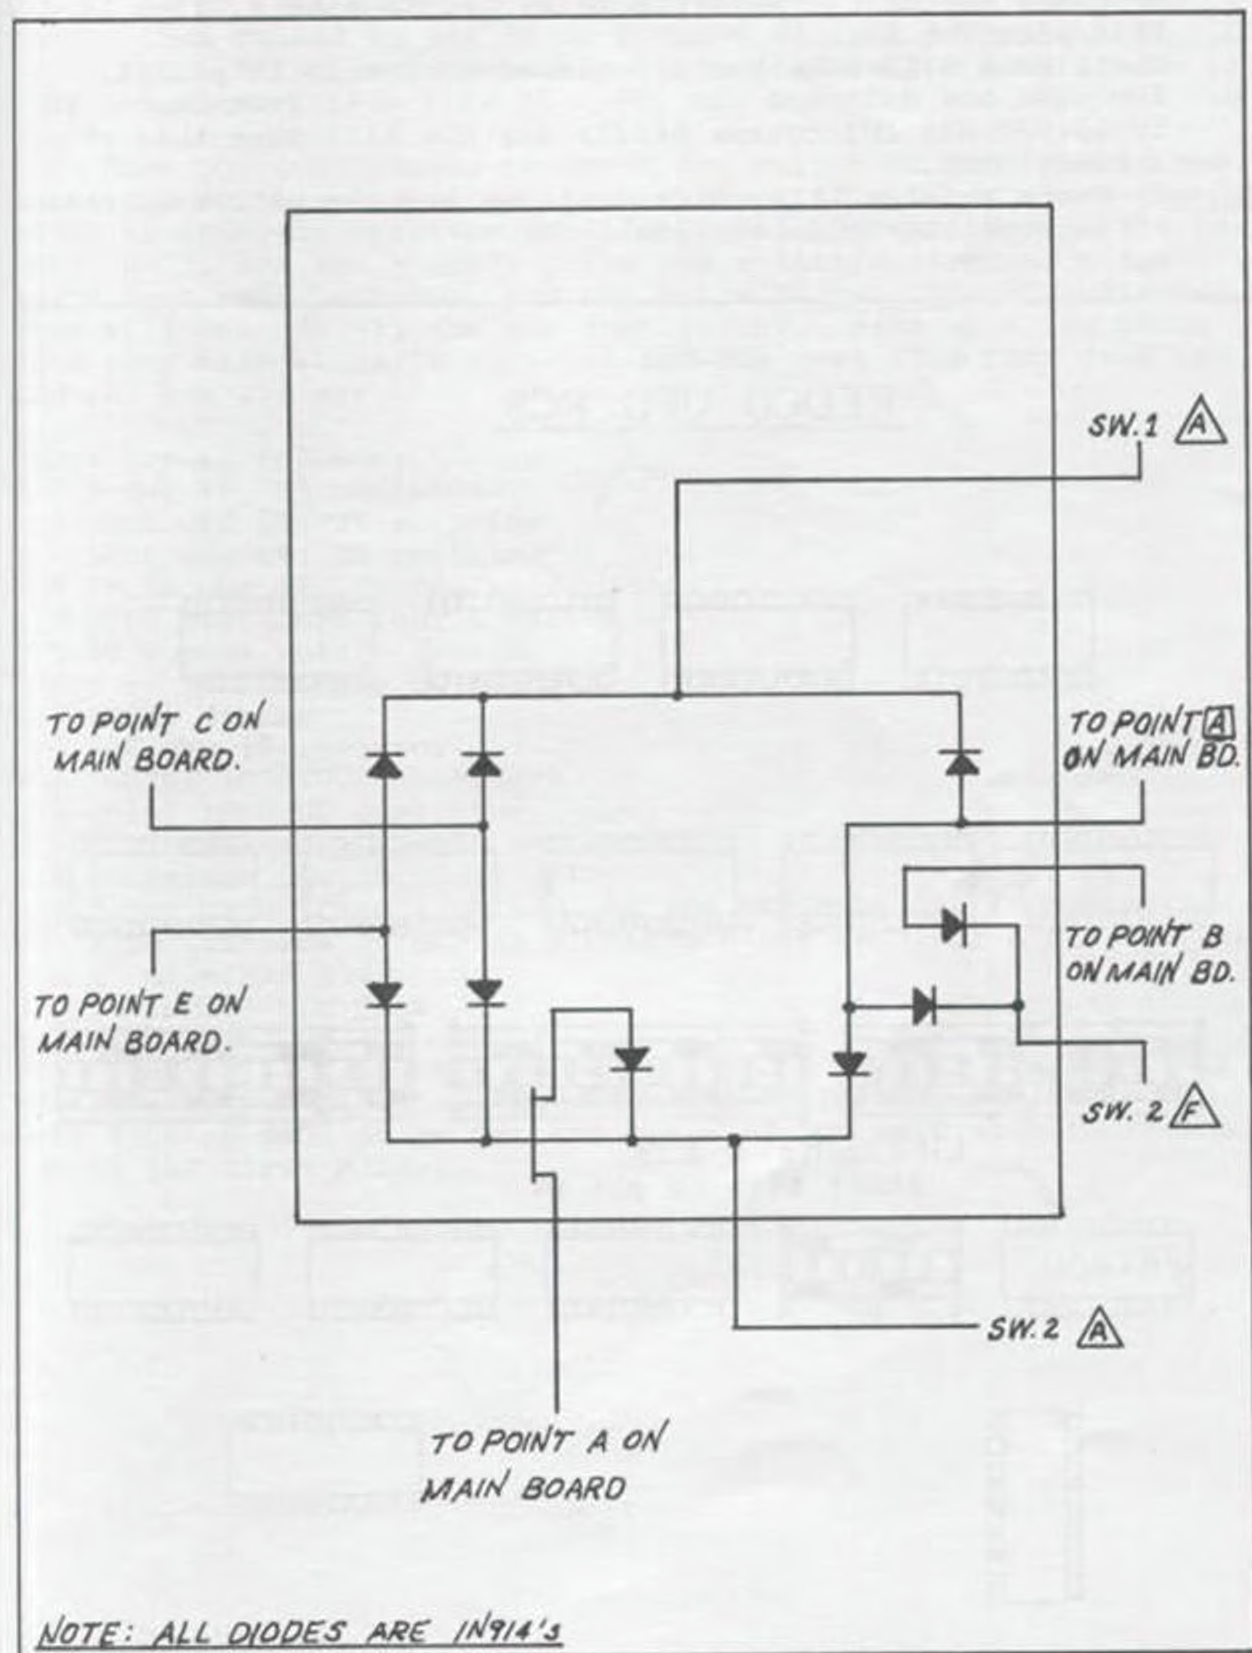 SW.1 A
TO POINT C ON
MAIN BOARD.
TO POINT A
ON MAIN BD.
TO POINT B
ON MAIN BD.
TO POINT E ON
MAIN BOARD.
SW. 2 F
SW. 2 A
TO POINT A ON
MAIN BOARD
NOTE: ALL DIODES ARE IN914's